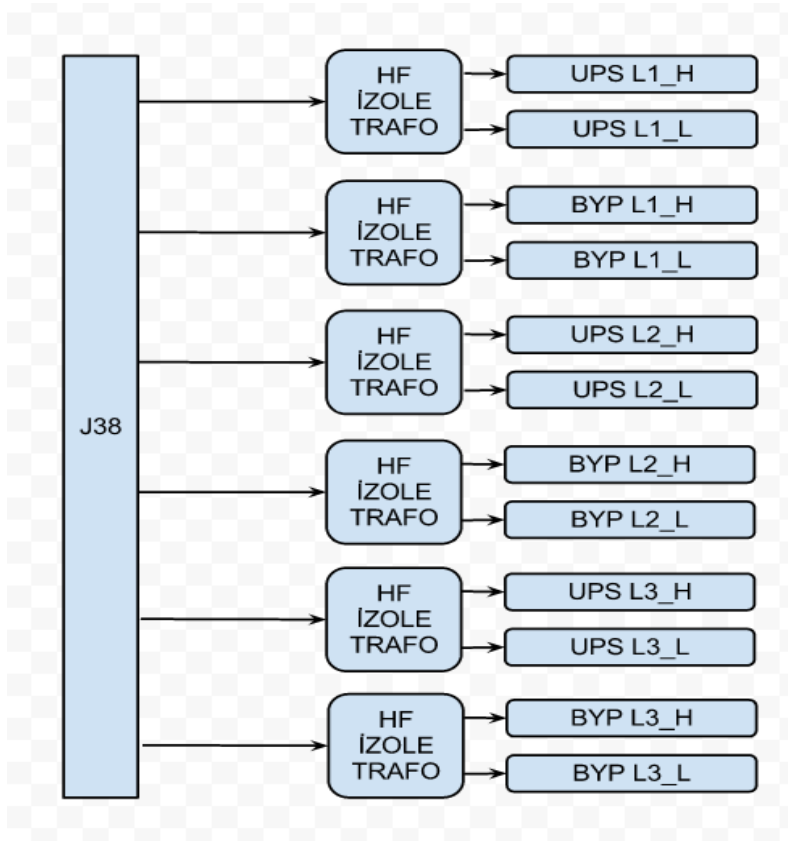 HF
İZOLE
TRAFO
UPS L1_H
UPS L1_L
HF
İZOLE
TRAFO
BYP L1_H
BYP L1_L
HF
İZOLE
TRAFO
UPS L2_H
UPS L2_L
J38
HF
İZOLE
TRAFO
BYP L2_H
BYP L2_L
HF
İZOLE
TRAFO
UPS L3_H
UPS L3_L
HF
İZOLE
TRAFO
BYP L3_H
BYP L3_L